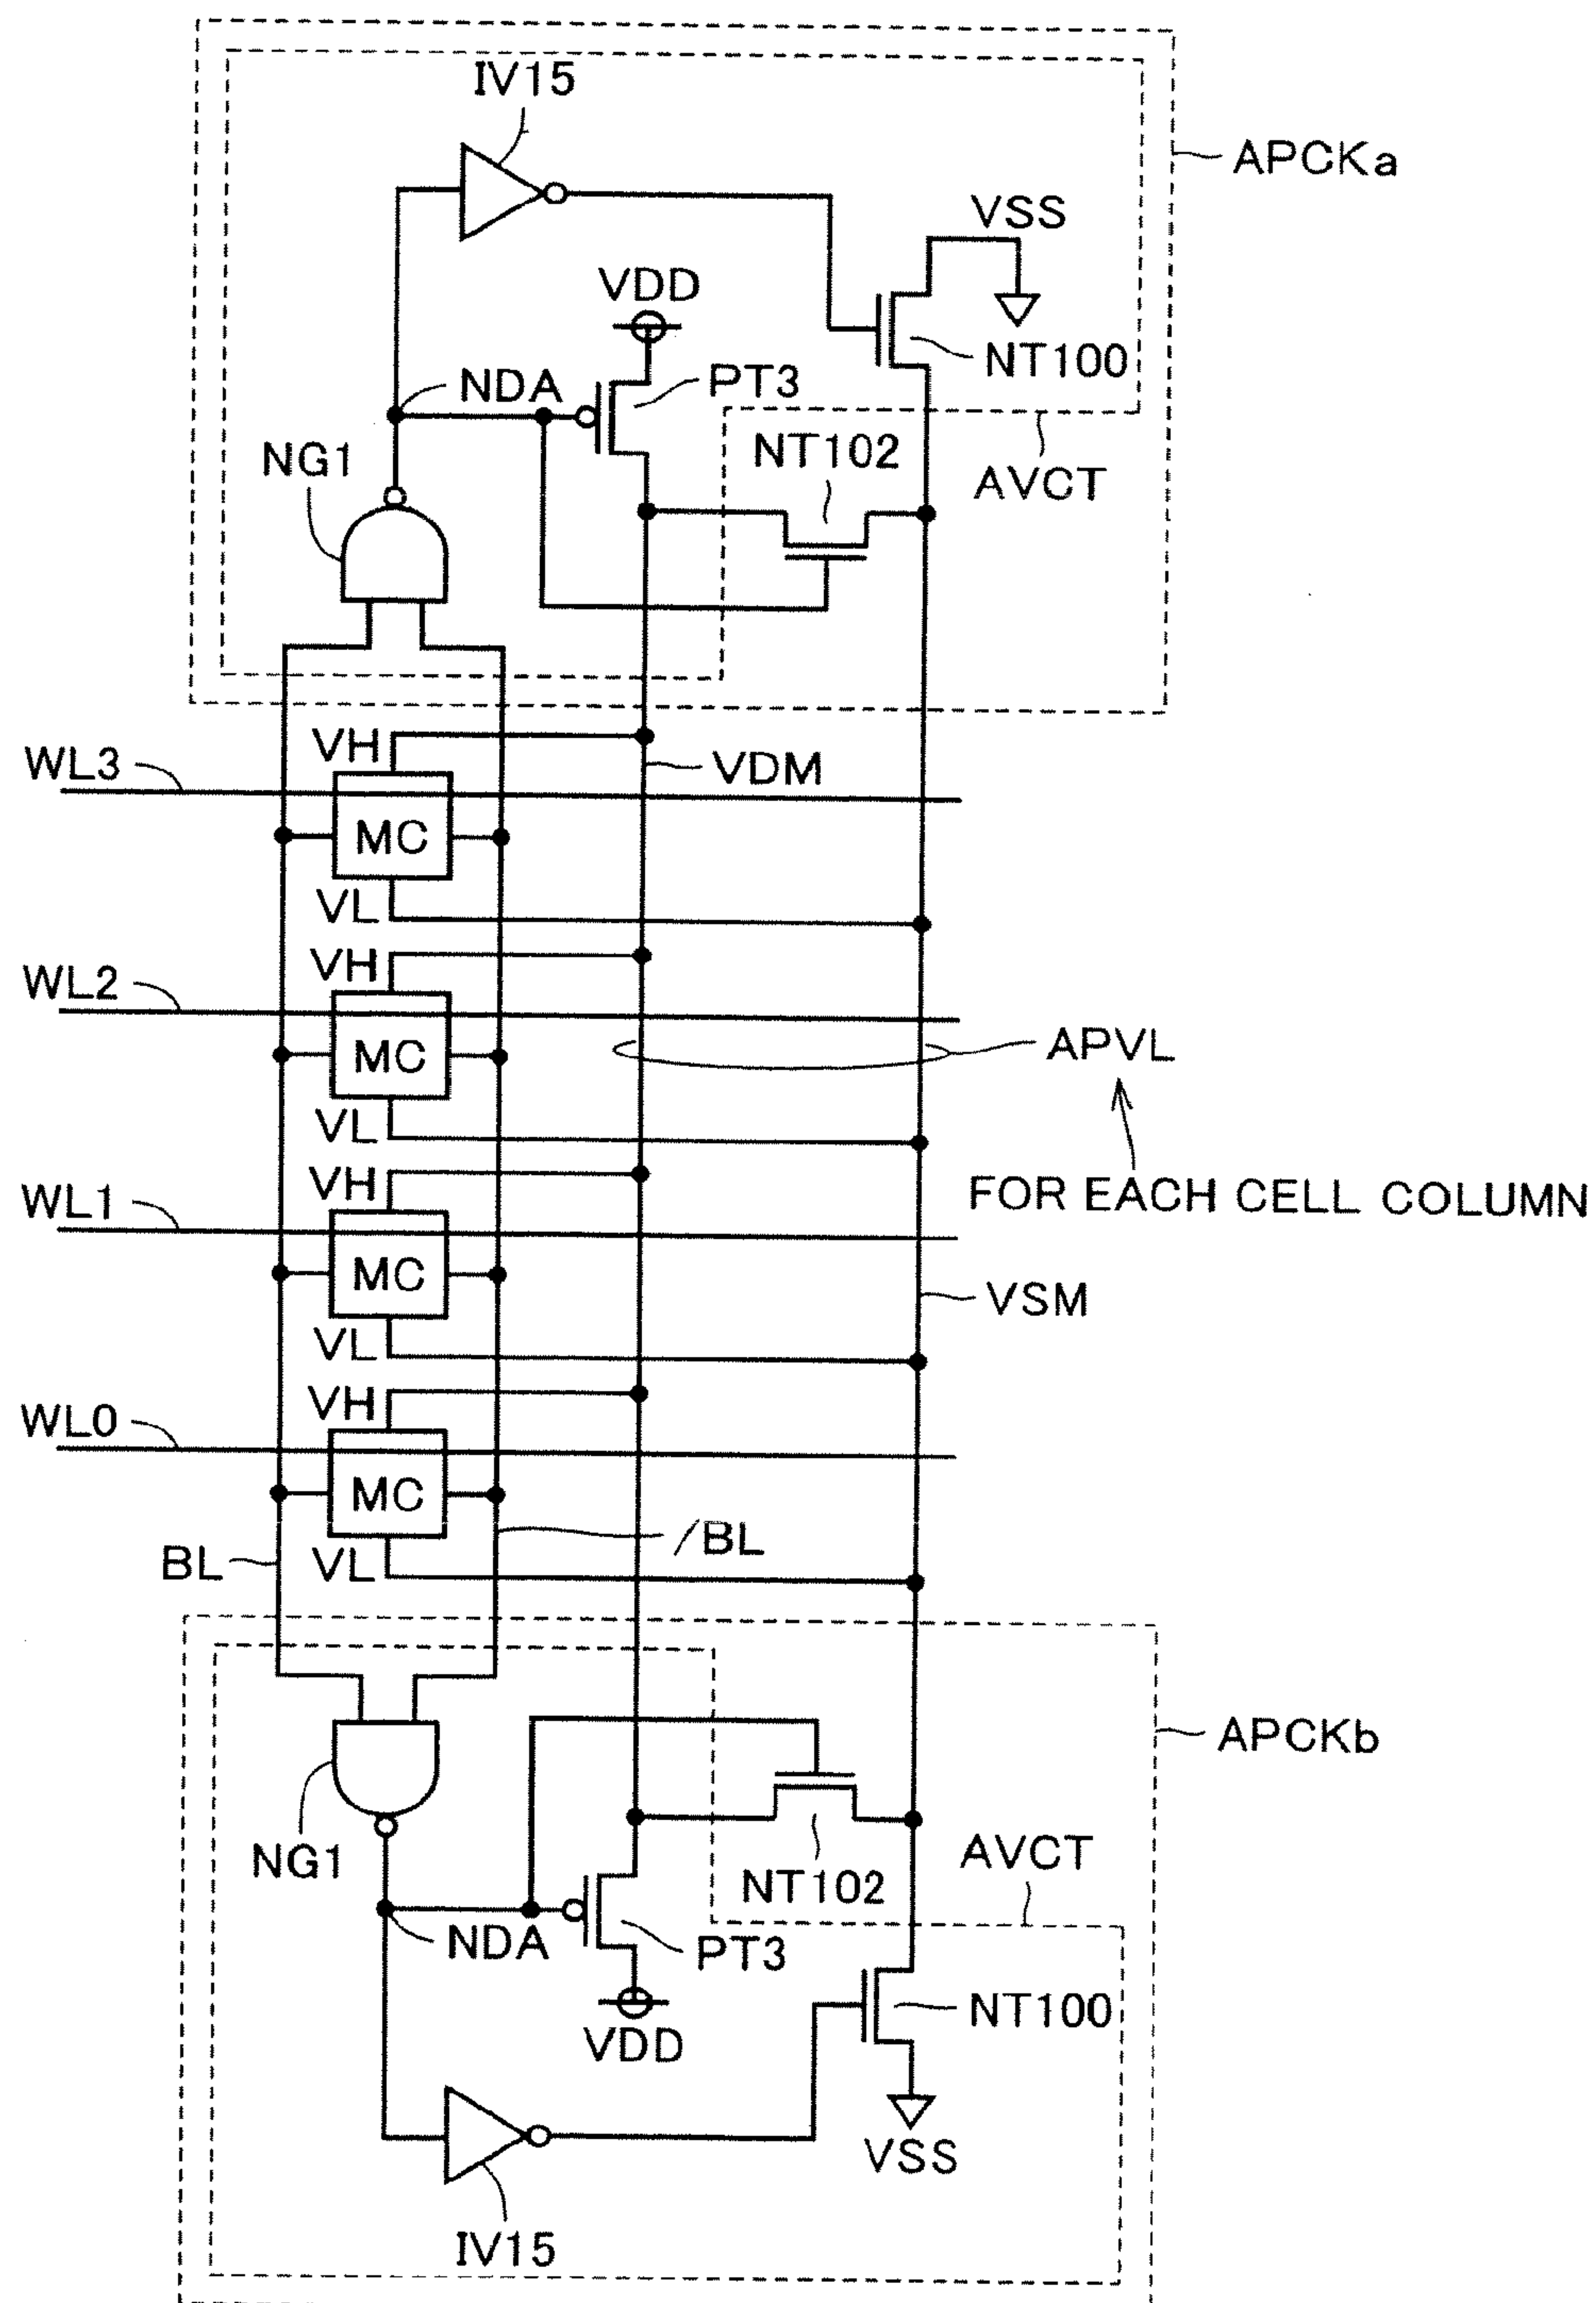 IV15
APCKa
VSS
VDD
NT100
NDA
PT3
NG1
NT102
AVCT
VH
WL3
VDM
MC
VL
VH
WL2
MC
APVL
VL
VH
FOR EACH CELL COLUMN
WL1
MC
VSM
VL
VH
WL0
MC
/BL
BL
VL
APCKb
AVCT
NG1
NT102
NDA
PT3
NT100
VDD
VSS
IV15